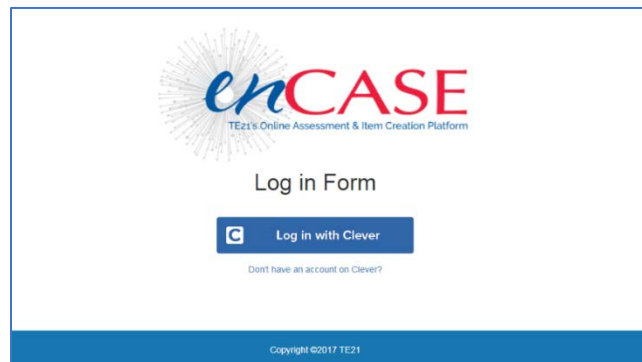 enCASE
TE21's Online Assessment & Item Creation Platform
Log in Form
C Log in with Clever
Don't have an account on Clever?
Copyright ©2017 TE21